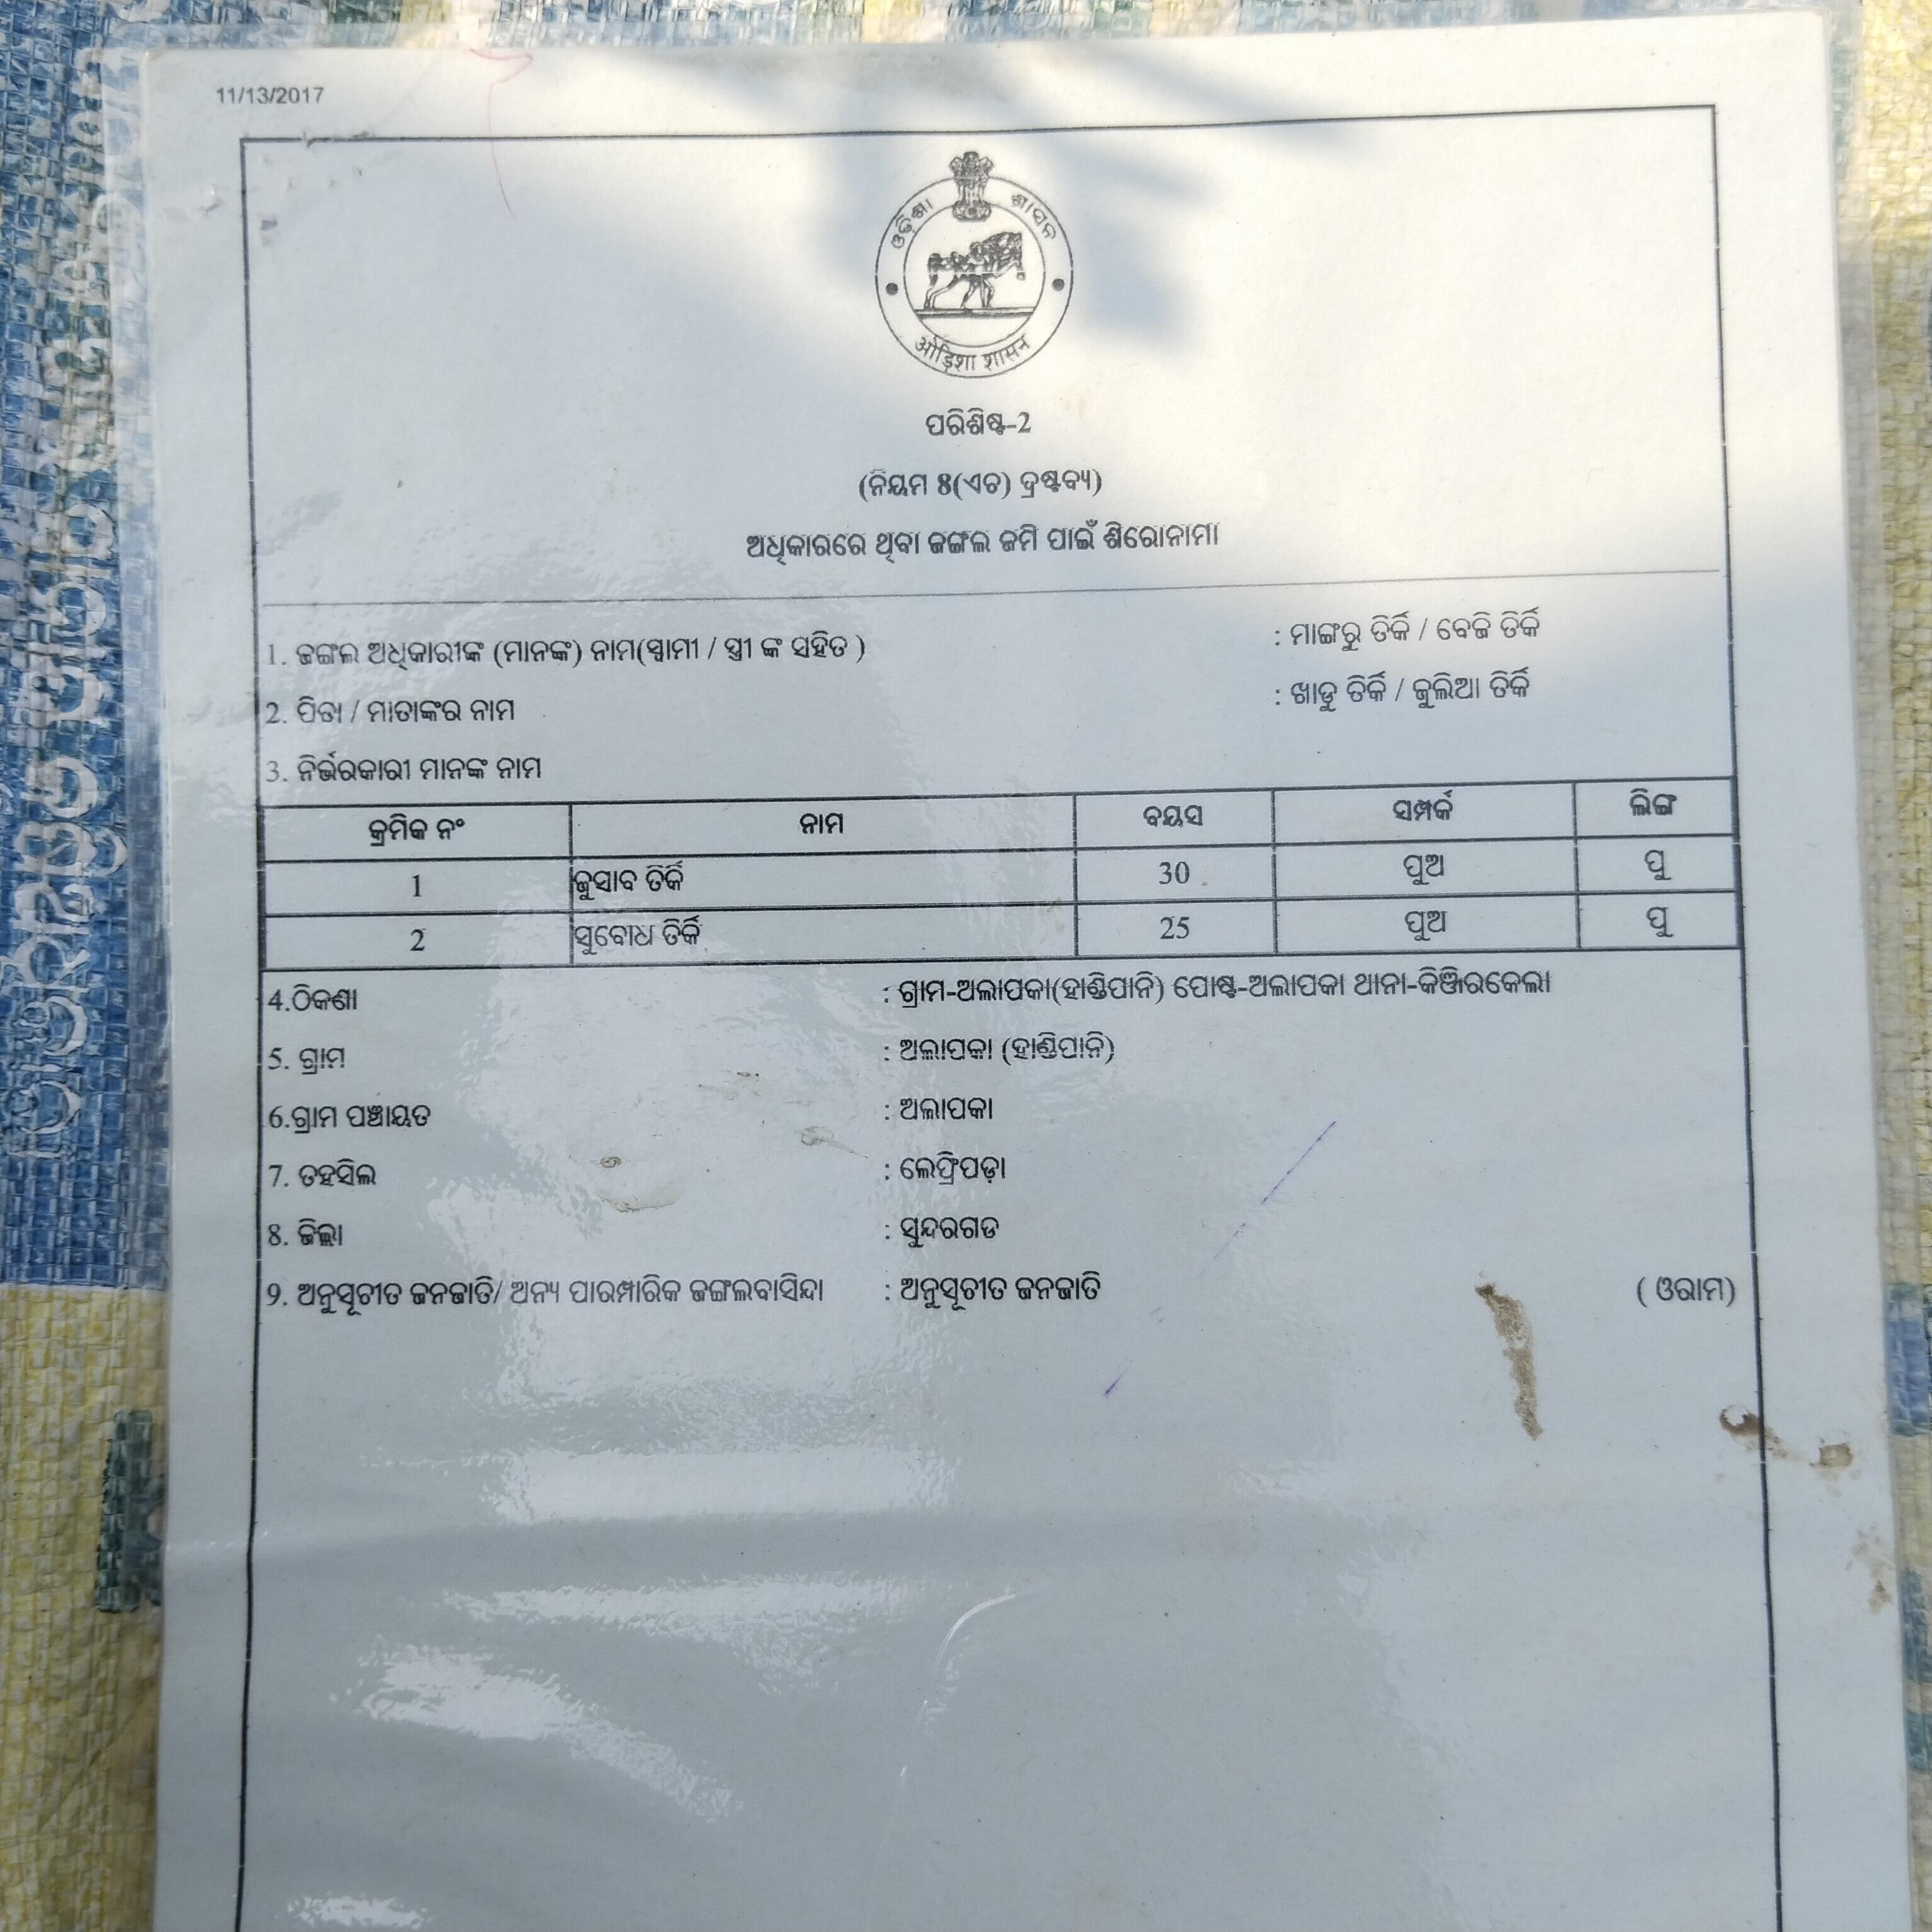 11/13/2017
ଓଡ଼ିଶା ଶାସନ
ओड़िशा शासन
ପରିଶିଷ୍ଟ-2
(ନିୟମ 8(ଏଚ) ଦ୍ରଷ୍ଟବ୍ୟ)
ଅଧିକାରରେ ଥିବା ଜଙ୍ଗଲ ଜମି ପାଇଁ ଶିରୋନାମା
1. ଜଙ୍ଗଲ ଅଧିକାରୀଙ୍କ (ମାନଙ୍କ) ନାମ(ସ୍ୱାମୀ / ସ୍ତ୍ରୀ ଙ୍କ ସହିତ ) : ମାଙ୍ଗରୁ ତିର୍କି / ବେଜି ତିର୍କି
2. ପିତା / ମାତାଙ୍କର ନାମ : ଖାଡୁ ତିର୍କି / ଜୁଲିଆ ତିର୍କି
3. ନିର୍ଭରକାରୀ ମାନଙ୍କ ନାମ
କ୍ରମିକ ନଂ ନାମ ବୟସ ସମ୍ପର୍କ ଲିଙ୍ଗ
1 ଜୁସାବ ତିର୍କି 30 ପୁଅ ପୁ
2 ସୁବୋଧ ତିର୍କି 25 ପୁଅ ପୁ
4.ଠିକଣା : ଗ୍ରାମ-ଅଲାପକା(ହାଣ୍ଡିପାନି) ପୋଷ୍ଟ-ଅଲାପକା ଥାନା-କିଞ୍ଜିରକେଲା
5. ଗ୍ରାମ : ଅଲାପକା (ହାଣ୍ଡିପାନି)
6.ଗ୍ରାମ ପଞ୍ଚାୟତ : ଅଲାପକା
7. ତହସିଲ : ଲେଫ୍ରିପଡ଼ା
8. ଜିଲ୍ଲା : ସୁନ୍ଦରଗଡ
9. ଅନୁସୂଚୀତ ଜନଜାତି/ ଅନ୍ୟ ପାରମ୍ପାରିକ ଜଙ୍ଗଲବାସିନ୍ଦା : ଅନୁସୂଚୀତ ଜନଜାତି ( ଓରାମ)